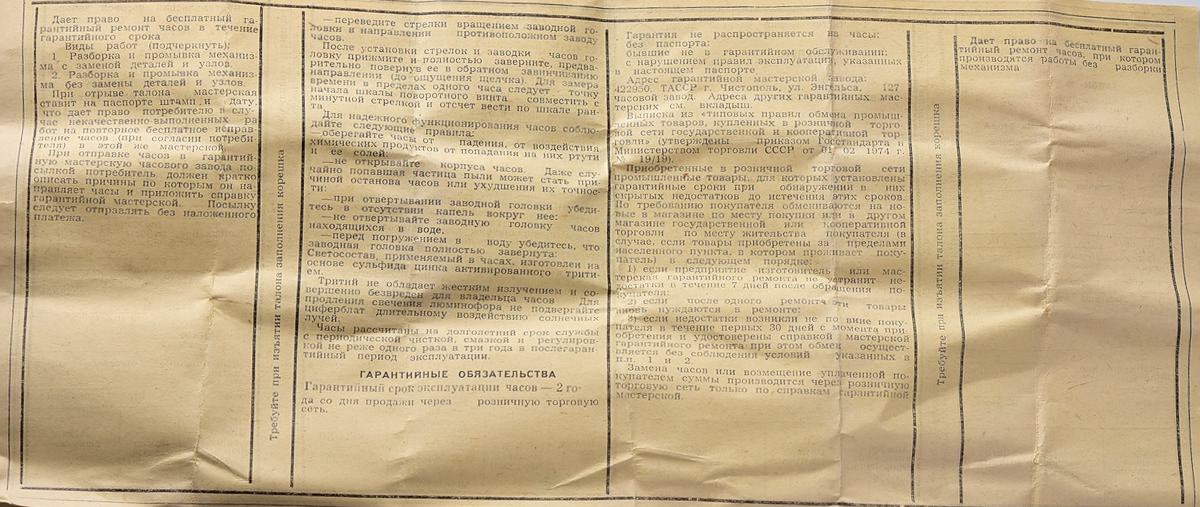 Дает право на бесплатный га-
рантийный ремонт часов в течение
гарантийного срока
Виды работ (подчеркнуть):
1. Разборка и промывка механиз-
ма с заменой деталей и узлов.
2. Разборка и промывка механиз-
ма без замены деталей и узлов.
При отрыве талона мастерская
ставит на паспорте штамп и дату,
что дает право потребителю в слу-
чае некачественно выполненных ра
бот на повторное бесплатное исправ-
ление часов (при согласии потреби-
теля) в этой же мастерской.
При отправке часов в гарантий-
ную мастерскую часового завода по-
сылкой потребитель должен кратко
описать причины по которым он на-
правляет часы и приложить справку
гарантийной мастерской. Посылку
следует отправлять без наложенного
платежа.
Требуйте при изъятии талона заполнения корешка
—переведите стрелки вращением заводной го-
ловки в направлении противоположном заводу
часов.
После установки стрелок и заводки часов го-
ловку прижмите и полностью заверните, предва-
рительно повернув ее в обратном завинчиванию
направлении (до ощущения щелчка). Для замера
времени в пределах одного часа следует точку
начала шкалы поворотного винта совместить с
минутной стрелкой и отсчет вести по шкале ран-
та.
Для надежного функционирования часов соблю-
дайте следующие правила:
—оберегайте часы от падения, от воздействия
химических продуктов от попадания на них ртути
и ее солей:
—не открывайте корпуса часов. Даже слу-
чайно попавшая частица пыли может стать при-
чиной останова часов или ухудшения их точнос-
ти:
—при отвертывании заводной головки убеди-
тесь в отсутствии капель вокруг нее:
—не отвертывайте заводную головку часов
находящихся в воде.
—перед погружением в воду убедитесь, что
заводная головка полностью завернута:
Светосостав, применяемый в часах, изготовлен на
основе сульфида цинка активированного трити-
ем.
Тритий не обладает жестким излучением и со-
вершенно безвреден для владельца часов Для
продления свечения люминофора не подвергайте
циферблат длительному воздействию солнечных
лучей.
Часы рассчитаны на долголетний срок службы
с периодической чисткой, смазкой и регулиров-
кой не реже одного раза в три года в послегаран-
тийный период эксплуатации.
ГАРАНТИЙНЫЕ ОБЯЗАТЕЛЬСТВА
Гарантийный срок эксплуатации часов — 2 го-
да со дня продажи через розничную торговую
сеть.
Гарантия не распространяется на часы:
без паспорта:
бывшие не в гарантийном обслуживании:
с нарушением правил эксплуатации, указанных
в настоящем паспорте.
Адрес гарантийной мастерской завода:
422950. ТАССР г. Чистополь, ул. Энгельса, 127
часовой завод. Адреса других гарантийных мас-
терских см. вкладыш.
Выписка из «типовых правил обмена промыш-
ленных товаров, купленных в розничной торго-
вой сети государственной и кооперативной тор-
говли» (утверждены приказом Госстандарта и
Министерством торговли СССР от 01 02 1974 г.
№ 19/19).
Приобретенные в розничной торговой сети
промышленные товары, для которых установлены
гарантийные сроки при обнаружении в них
скрытых недостатков до истечения этих сроков.
По требованию покупателя обмениваются на но-
вые в магазине по месту покупки или в другом
магазине государственной или кооперативной
торговли по месту жительства покупателя (в
случае, если товары приобретены за пределами
населенного пункта, в котором проживает поку-
патель) в следующем порядке:
1) если предприятие изготовитель или мас-
терская гарантийного ремонта не устранит не-
достатки в течение 7 дней после обращения по-
купателя:
2) если после одного ремонта эти товары
вновь нуждаются в ремонте:
3) если недостатки возникли не по вине поку-
пателя в течение первых 30 дней с момента при-
обретения и удостоверены справкой мастерской
гарантийного ремонта при этом обмен осущест-
вляется без соблюдения условий указанных в
п.п. 1 и 2.
Замена часов или возмещение уплаченной по-
купателем суммы производится через розничную
торговую сеть только по справкам гарантийной
мастерской.
Требуйте при изъятии талона заполнения корешка
Дает право на бесплатный гаран-
тийный ремонт часов, при котором
производятся работы без разборки
механизма